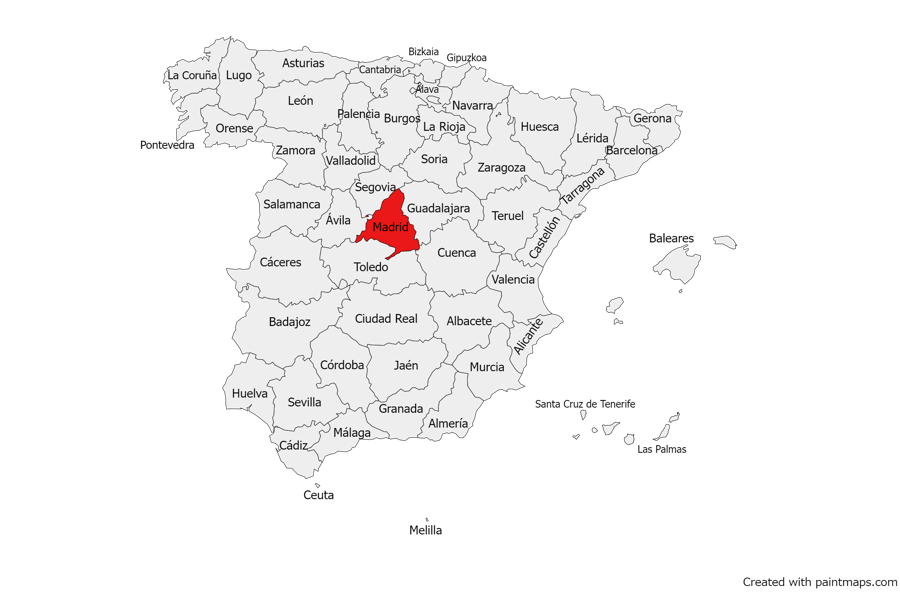 Bizkaia
Gipuzkoa
Asturias
Cantabria
La Coruña
Lugo
Álava
León
Palencia
Burgos
Navarra
La Rioja
Huesca
Lérida
Gerona
Barcelona
Orense
Pontevedra
Zamora
Valladolid
Soria
Zaragoza
Tarragona
Segovia
Salamanca
Ávila
Guadalajara
Teruel
Madrid
Castellón
Baleares
Cuenca
Cáceres
Toledo
Valencia
Badajoz
Ciudad Real
Albacete
Alicante
Córdoba
Jaén
Murcia
Huelva
Sevilla
Granada
Almería
Santa Cruz de Tenerife
Málaga
Cádiz
Las Palmas
Ceuta
Melilla
Created with paintmaps.com